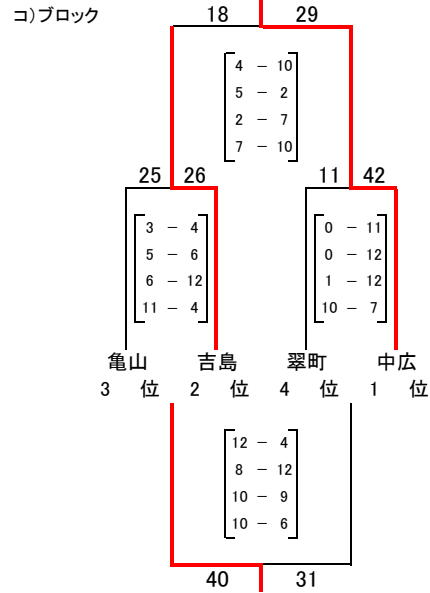 コ)ブロック 18 29
4 － 10
5 － 2
2 － 7
7 － 10
25 26 11 42
3 － 4 0 － 11
5 － 6 0 － 12
6 － 12 1 － 12
11 － 4 10 － 7
亀山 吉島 翠町 中広
3 位 2 位 4 位 1 位
12 － 4
8 － 12
10 － 9
10 － 6
40 31